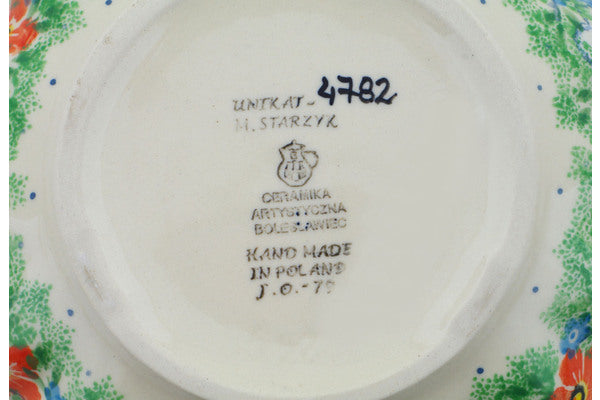 UNIKAT-4782
M. STARZYK
CERAMIKA
ARTYSTYCZNA
BOLESŁAWIEC
HAND MADE
IN POLAND
J.O.-79